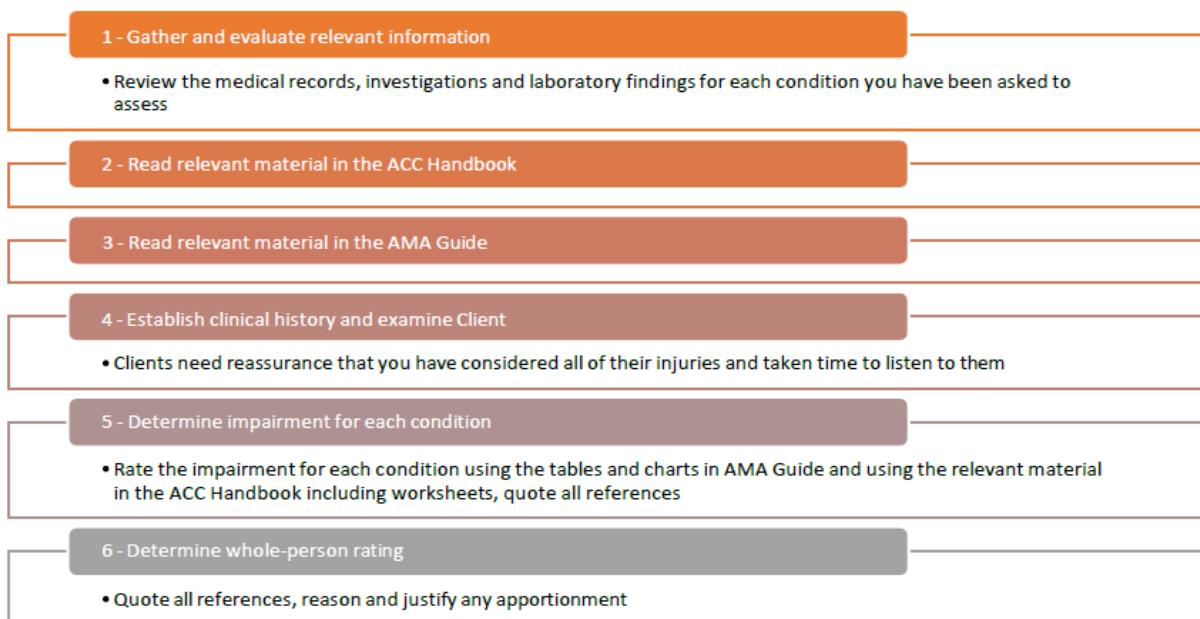 1 - Gather and evaluate relevant information
• Review the medical records, investigations and laboratory findings for each condition you have been asked to
assess
2 - Read relevant material in the ACC Handbook
3 - Read relevant material in the AMA Guide
4 - Establish clinical history and examine Client
• Clients need reassurance that you have considered all of their injuries and taken time to listen to them
5 - Determine impairment for each condition
• Rate the impairment for each condition using the tables and charts in AMA Guide and using the relevant material
in the ACC Handbook including worksheets, quote all references
6 - Determine whole-person rating
• Quote all references, reason and justify any apportionment